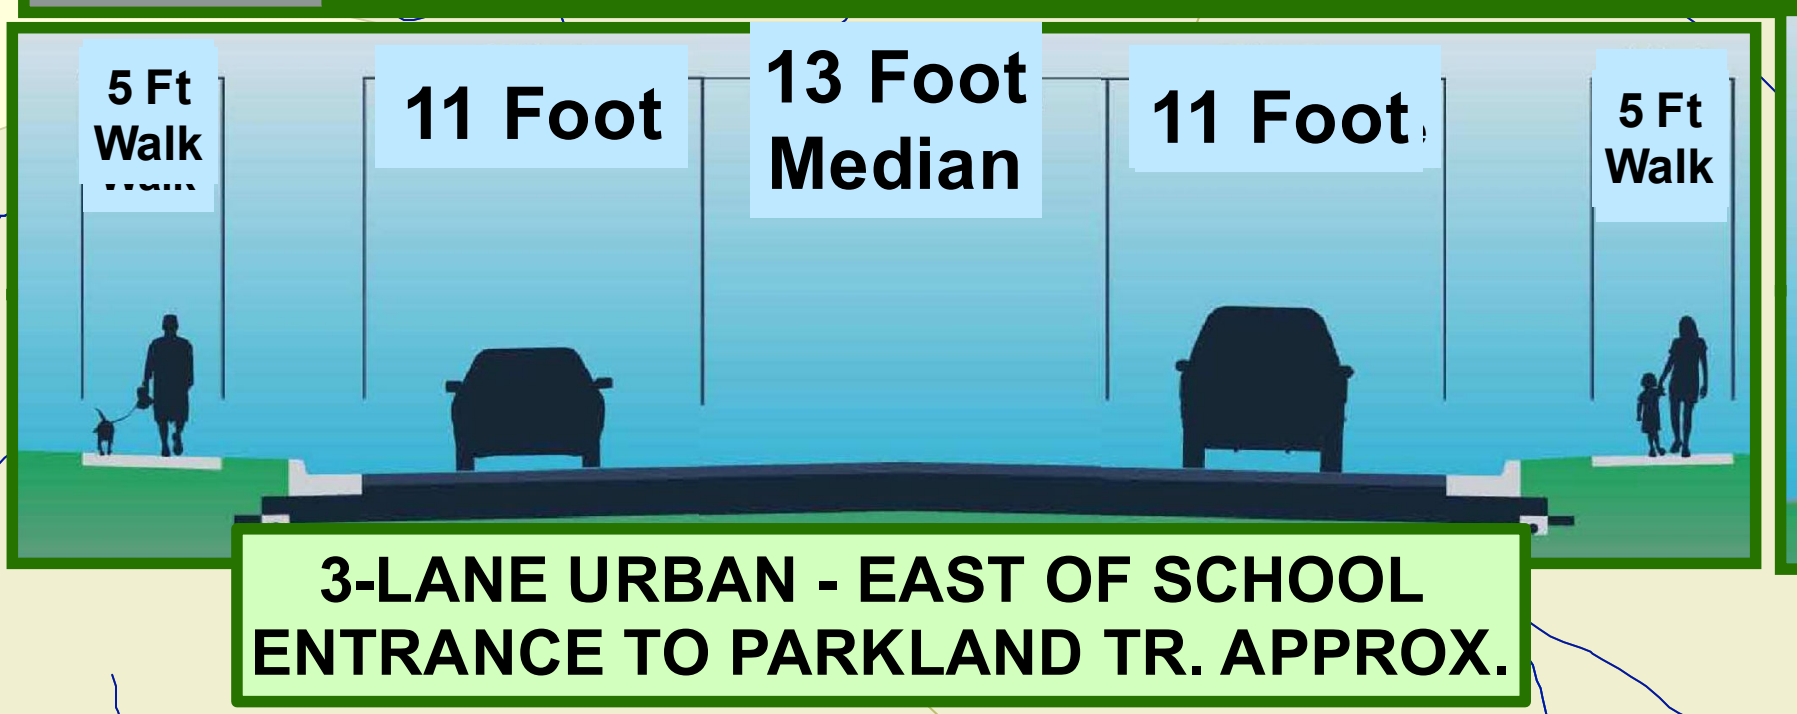 5 Ft
Walk
Walk
11 Foot
13 Foot
Median
11 Foot
5 Ft
Walk
3-LANE URBAN - EAST OF SCHOOL
ENTRANCE TO PARKLAND TR. APPROX.